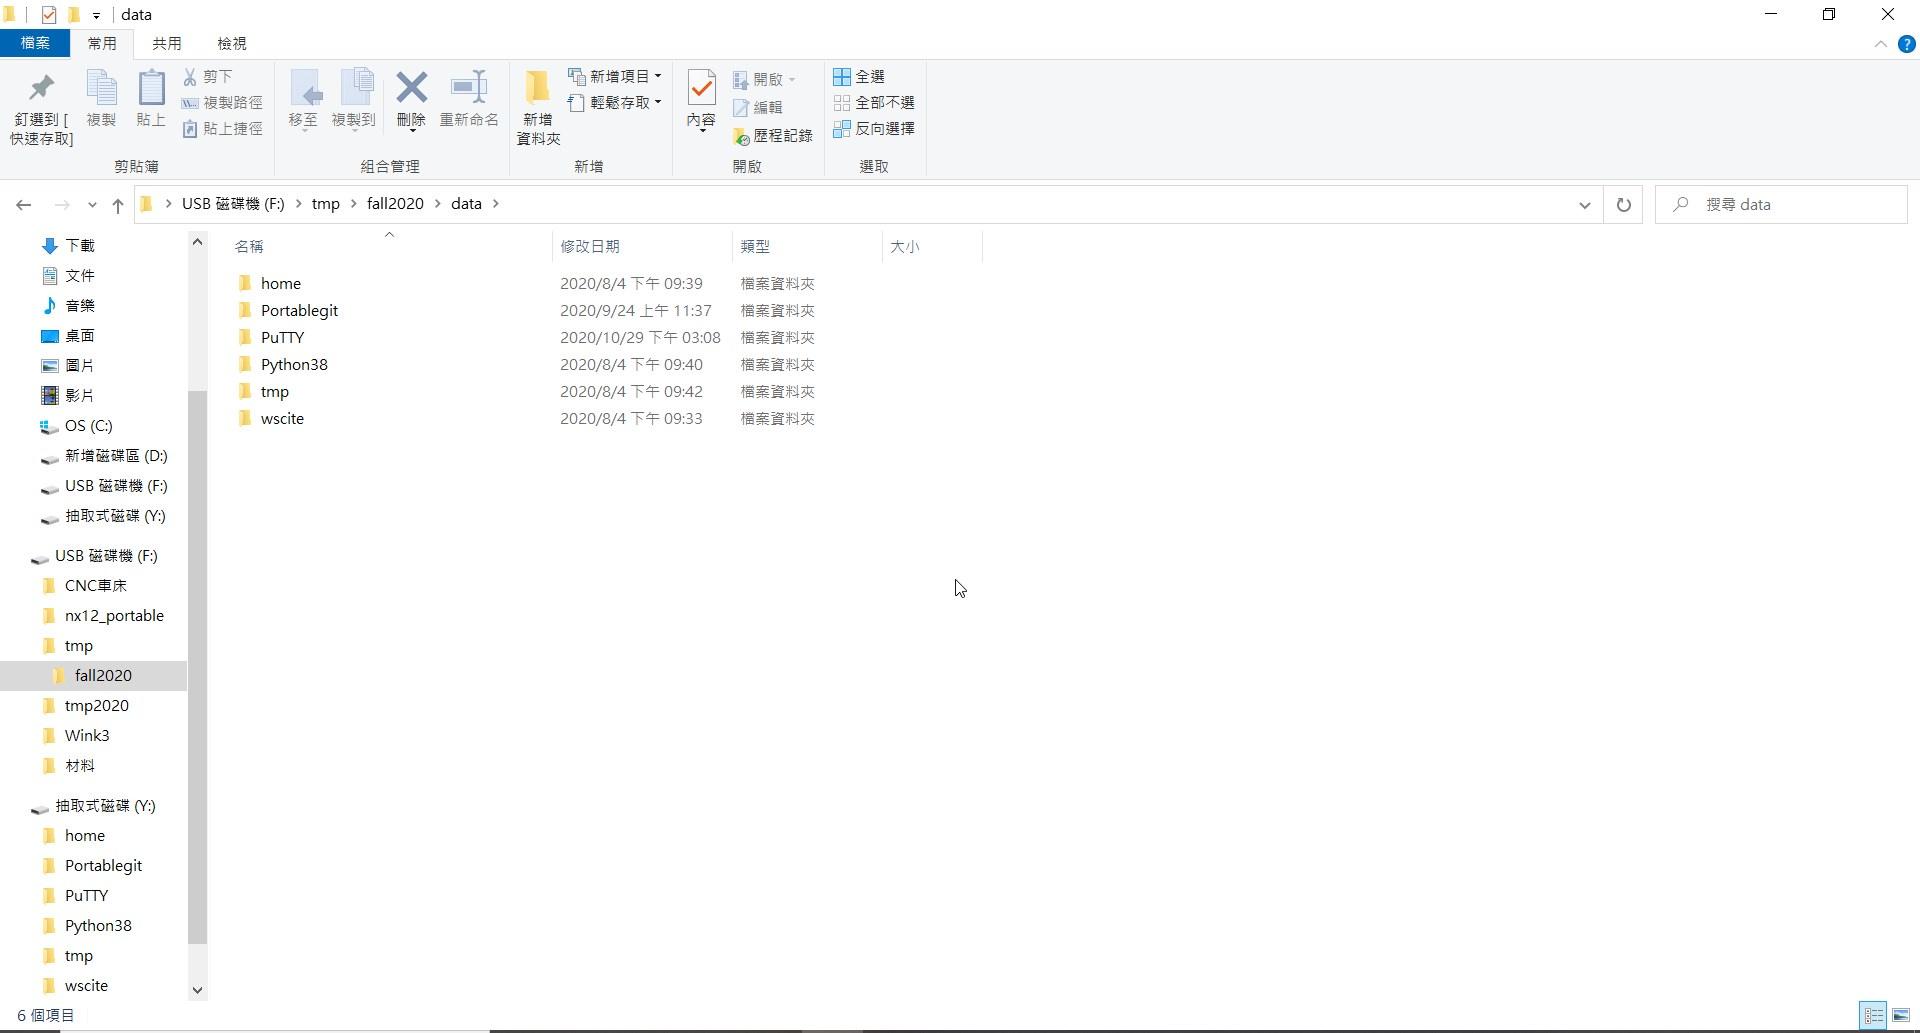 data
檔案 常用 共用 檢視
釘選到 [快速存取]
複製
貼上
剪下
複製路徑
貼上捷徑
剪貼簿
移至
複製到
刪除
重新命名
組合管理
新增資料夾
新增項目
輕鬆存取
新增
內容
開啟
編輯
歷程記錄
開啟
全選
全部不選
反向選擇
選取
USB 磁碟機 (F:) tmp fall2020 data
搜尋 data
下載
文件
音樂
桌面
圖片
影片
OS (C:)
新增磁碟區 (D:)
USB 磁碟機 (F:)
抽取式磁碟 (Y:)
USB 磁碟機 (F:)
CNC車床
nx12_portable
tmp
fall2020
tmp2020
Wink3
材料
抽取式磁碟 (Y:)
home
Portablegit
PuTTY
Python38
tmp
wscite
名稱 修改日期 類型 大小
home 2020/8/4 下午 09:39 檔案資料夾
Portablegit 2020/9/24 上午 11:37 檔案資料夾
PuTTY 2020/10/29 下午 03:08 檔案資料夾
Python38 2020/8/4 下午 09:40 檔案資料夾
tmp 2020/8/4 下午 09:42 檔案資料夾
wscite 2020/8/4 下午 09:33 檔案資料夾
6 個項目